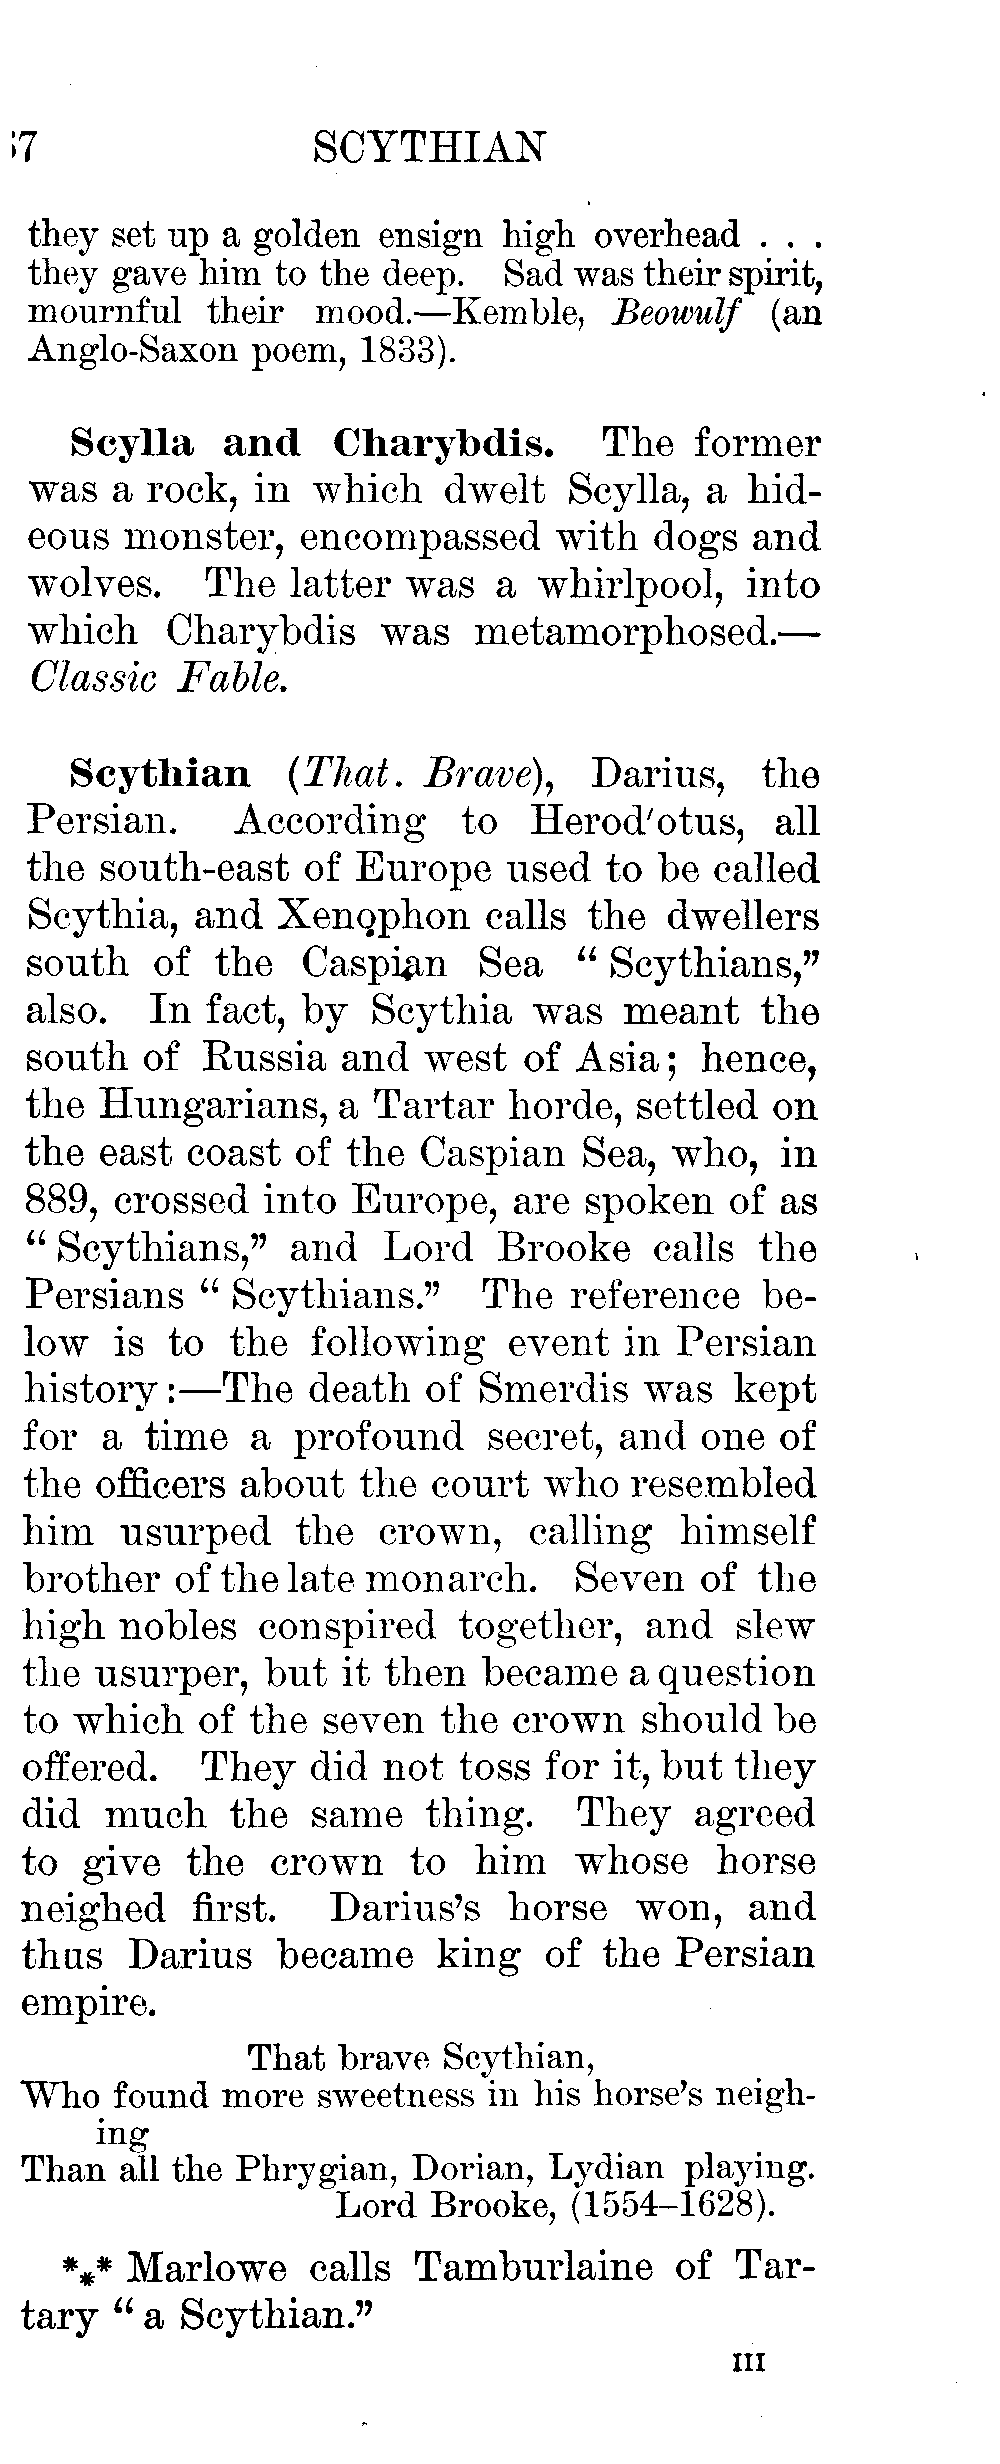 57 SCYTHIAN
they set up a golden ensign high overhead . . .
they gave him to the deep. Sad was their spirit,
mournful their mood.—Kemble, Beowulf (an
Anglo-Saxon poem, 1833).
Scylla and Charybdis. The former
was a rock, in which dwelt Scylla, a hid-
eous monster, encompassed with dogs and
wolves. The latter was a whirlpool, into
which Charybdis was metamorphosed.—
Classic Fable.
Scythian (That. Brave), Darius, the
Persian. According to Herod'otus, all
the south-east of Europe used to be called
Scythia, and Xenophon calls the dwellers
south of the Caspian Sea “ Scythians,”
also. In fact, by Scythia was meant the
south of Russia and west of Asia; hence,
the Hungarians, a Tartar horde, settled on
the east coast of the Caspian Sea, who, in
889, crossed into Europe, are spoken of as
“ Scythians,” and Lord Brooke calls the
Persians “ Scythians.” The reference be-
low is to the following event in Persian
history :—The death of Smerdis was kept
for a time a profound secret, and one of
the officers about the court who resembled
him usurped the crown, calling himself
brother of the late monarch. Seven of the
high nobles conspired together, and slew
the usurper, but it then became a question
to which of the seven the crown should be
offered. They did not toss for it, but they
did much the same thing. They agreed
to give the crown to him whose horse
neighed first. Darius's horse won, and
thus Darius became king of the Persian
empire.
That brave Scythian,
Who found more sweetness in his horse's neigh-
ing
Than all the Phrygian, Dorian, Lydian playing.
Lord Brooke, (1554–1628).
*⁎* Marlowe calls Tamburlaine of Tar-
tary “ a Scythian.”
III